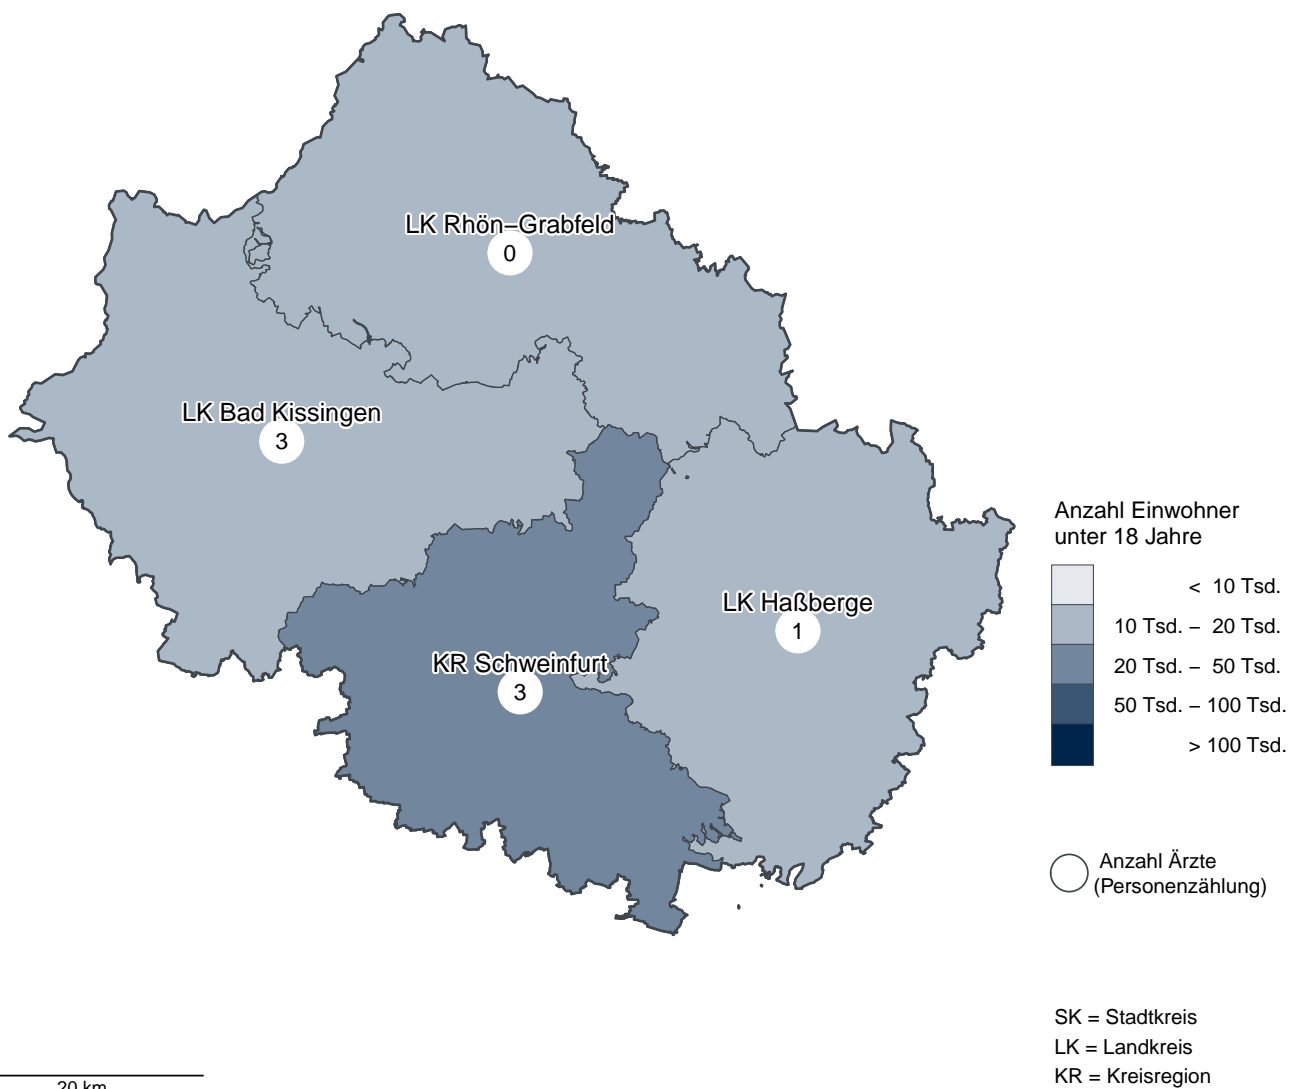 LK Rhön–Grabfeld
0
LK Bad Kissingen
3
LK Haßberge
1
KR Schweinfurt
3
Anzahl Einwohner
unter 18 Jahre
< 10 Tsd.
10 Tsd. – 20 Tsd.
20 Tsd. – 50 Tsd.
50 Tsd. – 100 Tsd.
> 100 Tsd.
Anzahl Ärzte
(Personenzählung)
SK = Stadtkreis
LK = Landkreis
KR = Kreisregion
20 km